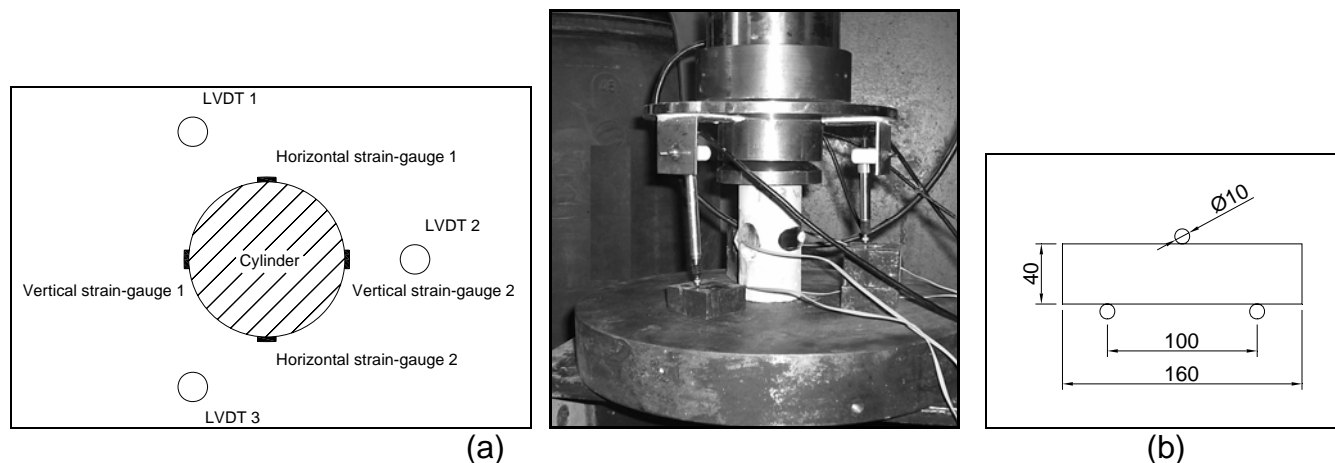 LVDT 1
Horizontal strain-gauge 1
LVDT 2
Cylinder
Vertical strain-gauge 1
Vertical strain-gauge 2
Horizontal strain-gauge 2
LVDT 3
(a)
Ø10
40
100
160
(b)